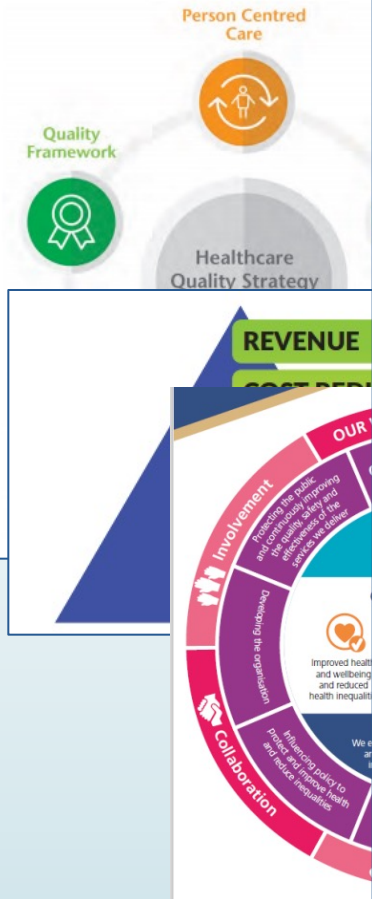 Person Centred
Care
Quality
Framework
Healthcare
Quality Strategy
REVENUE
COST
OUR
Involvement
Protecting the public
and continuously improving
the quality, safety and
effectiveness of the
services we deliver
Developing the organisation
Improved health
and wellbeing
and reduced
health
Collaboration
Influencing policy to
protect and improve health
and reduce inequalities
We